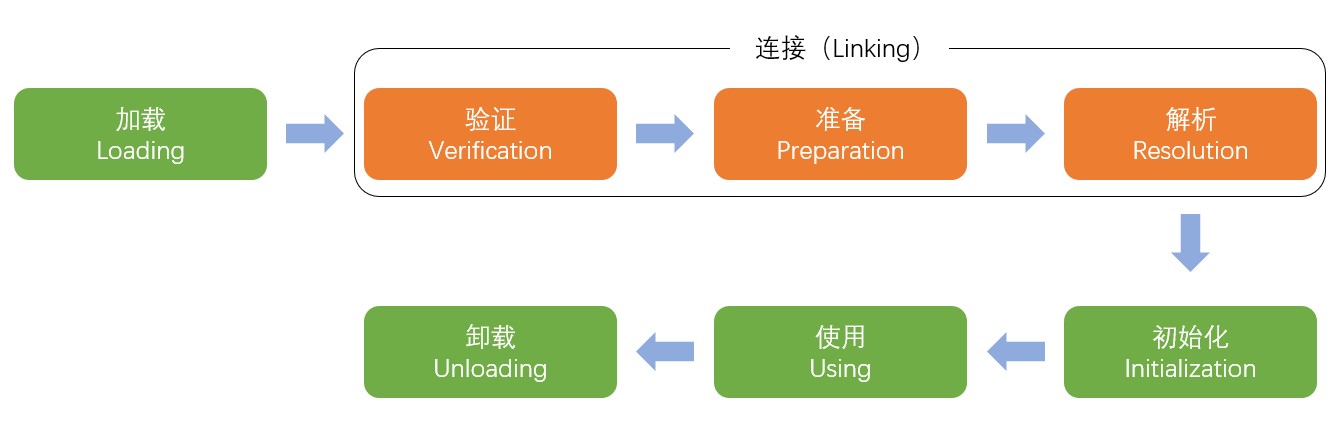 连接（Linking）
加载
Loading
验证
Verification
准备
Preparation
解析
Resolution
初始化
Initialization
使用
Using
卸载
Unloading